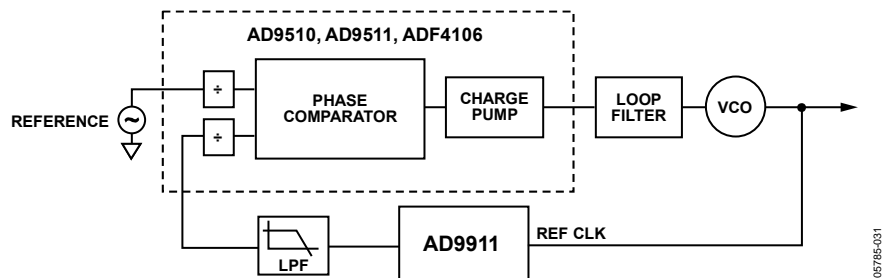 AD9510, AD9511, ADF4106
÷
PHASE
COMPARATOR
CHARGE
PUMP
LOOP
FILTER
VCO
REFERENCE
~
÷
LPF
AD9911
REF CLK
05785-031